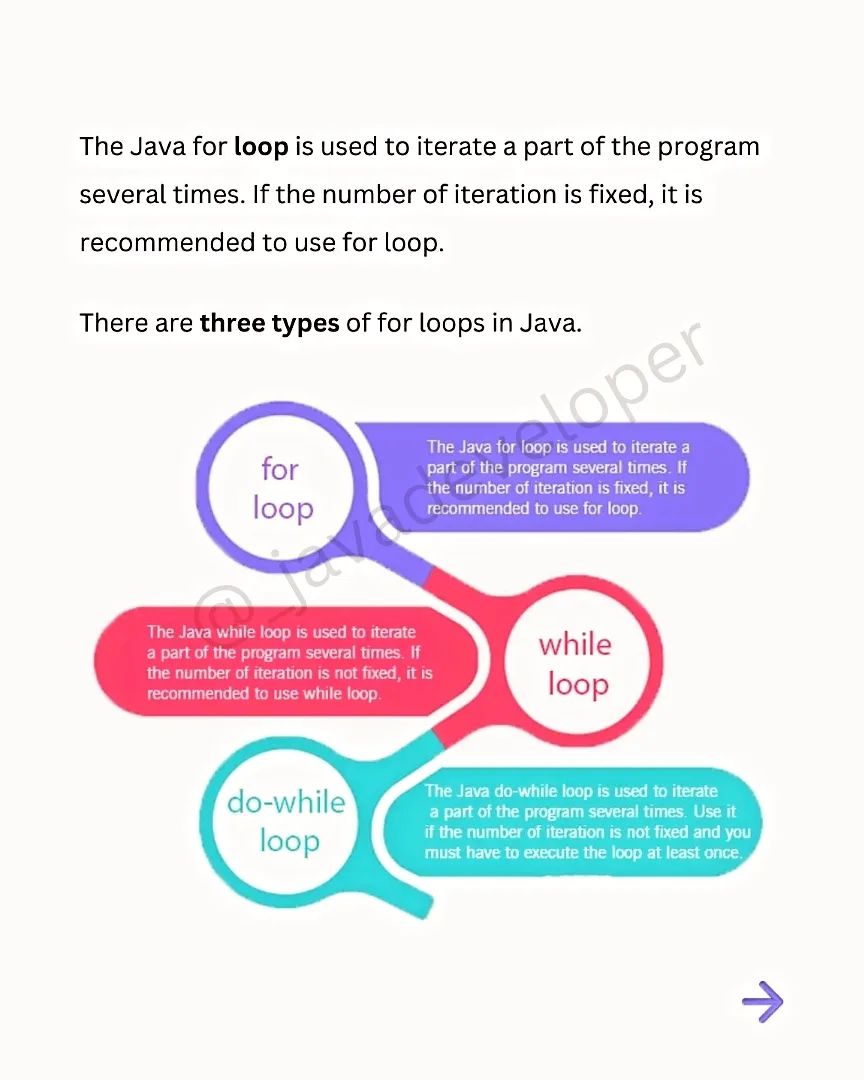 The Java for loop is used to iterate a part of the program
several times. If the number of iteration is fixed, it is
recommended to use for loop.
There are three types of for loops in Java.
for
loop
The Java for loop is used to iterate a
part of the program several times. If
the number of iteration is fixed, it is
recommended to use for loop.
The Java while loop is used to iterate
a part of the program several times. If
the number of iteration is not fixed, it is
recommended to use while loop.
while
loop
do-while
loop
The Java do-while loop is used to iterate
a part of the program several times. Use it
if the number of iteration is not fixed and you
must have to execute the loop at least once.
@_javadeveloper